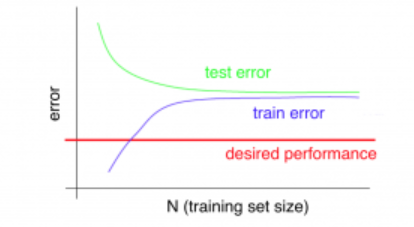 test error
error
train error
desired performance
N (training set size)